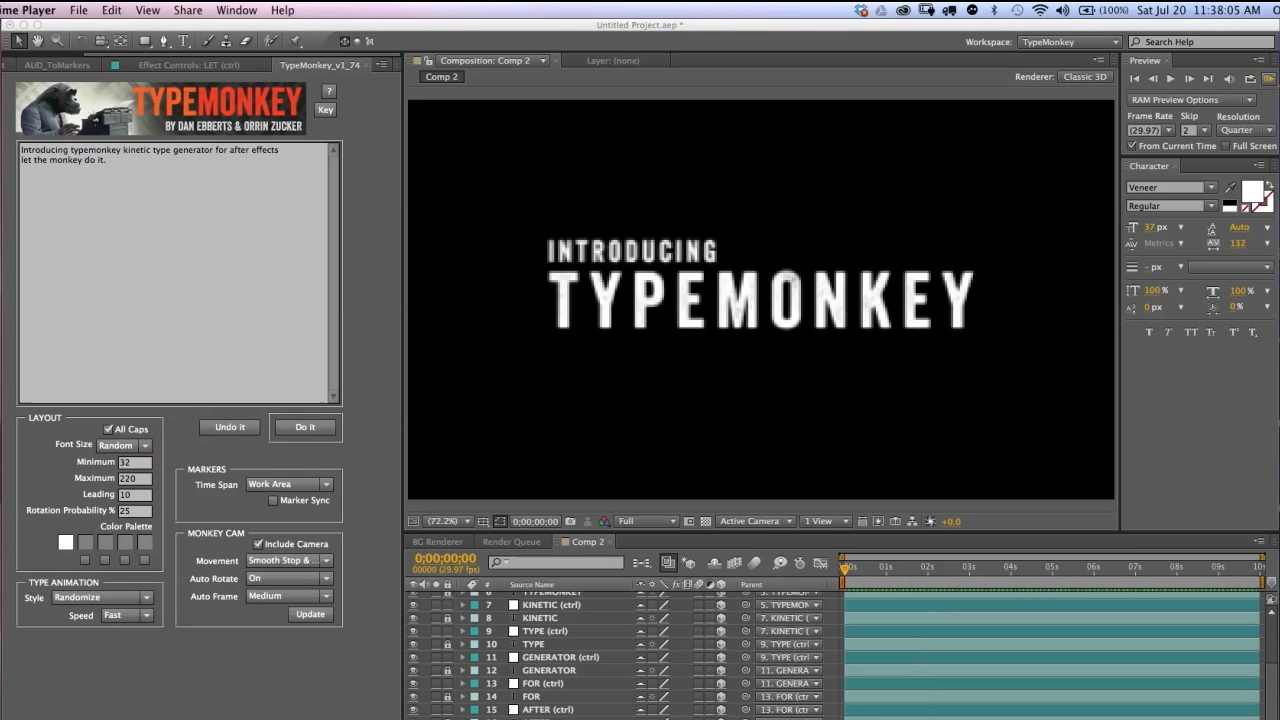 ime Player File Edit View Share Window Help
(100%) Sat Jul 20 11:38:05 AM
Untitled Project.aep *
Workspace: TypeMonkey Search Help
AUD_ToMarkers Effect Controls: LET (ctrl) TypeMonkey_v1_74
TYPEMONKEY
BY DAN EBBERTS & ORRIN ZUCKER
?
Key
Introducing typemonkey kinetic type generator for after effects
let the monkey do it.
LAYOUT
All Caps
Font Size Random
Minimum 32
Maximum 220
Leading 10
Rotation Probability % 25
Color Palette
TYPE ANIMATION
Style Randomize
Speed Fast
Undo it Do it
MARKERS
Time Span Work Area
Marker Sync
MONKEY CAM
Include Camera
Movement Smooth Stop & ...
Auto Rotate On
Auto Frame Medium
Update
Composition: Comp 2 Layer: (none)
Comp 2 Renderer: Classic 3D
INTRODUCING
TYPEMONKEY
(72.2%) 0;00;00;00 Full Active Camera 1 View +0.0
Preview
RAM Preview Options
Frame Rate Skip Resolution
(29.97) 2 Quarter
From Current Time Full Screen
Character
Veneer
Regular
37 px Auto
Metrics 132
- px
100 % 100 %
0 px 0 %
T T TT Tt T T
BG Renderer Render Queue Comp 2
0;00;00;00
00000 (29.97 fps)
00s 01s 02s 03s 04s 05s 06s 07s 08s 09s 10s
# Source Name Parent
6 TYPEMONKEY 5. TYPEMON
7 KINETIC (ctrl) 5. TYPEMON
8 KINETIC 7. KINETIC (
9 TYPE (ctrl) 7. KINETIC (
10 TYPE 9. TYPE (ctrl
11 GENERATOR (ctrl) 9. TYPE (ctrl
12 GENERATOR 11. GENERA
13 FOR (ctrl) 11. GENERA
14 FOR 13. FOR (ctr
15 AFTER (ctrl) 13. FOR (ctr